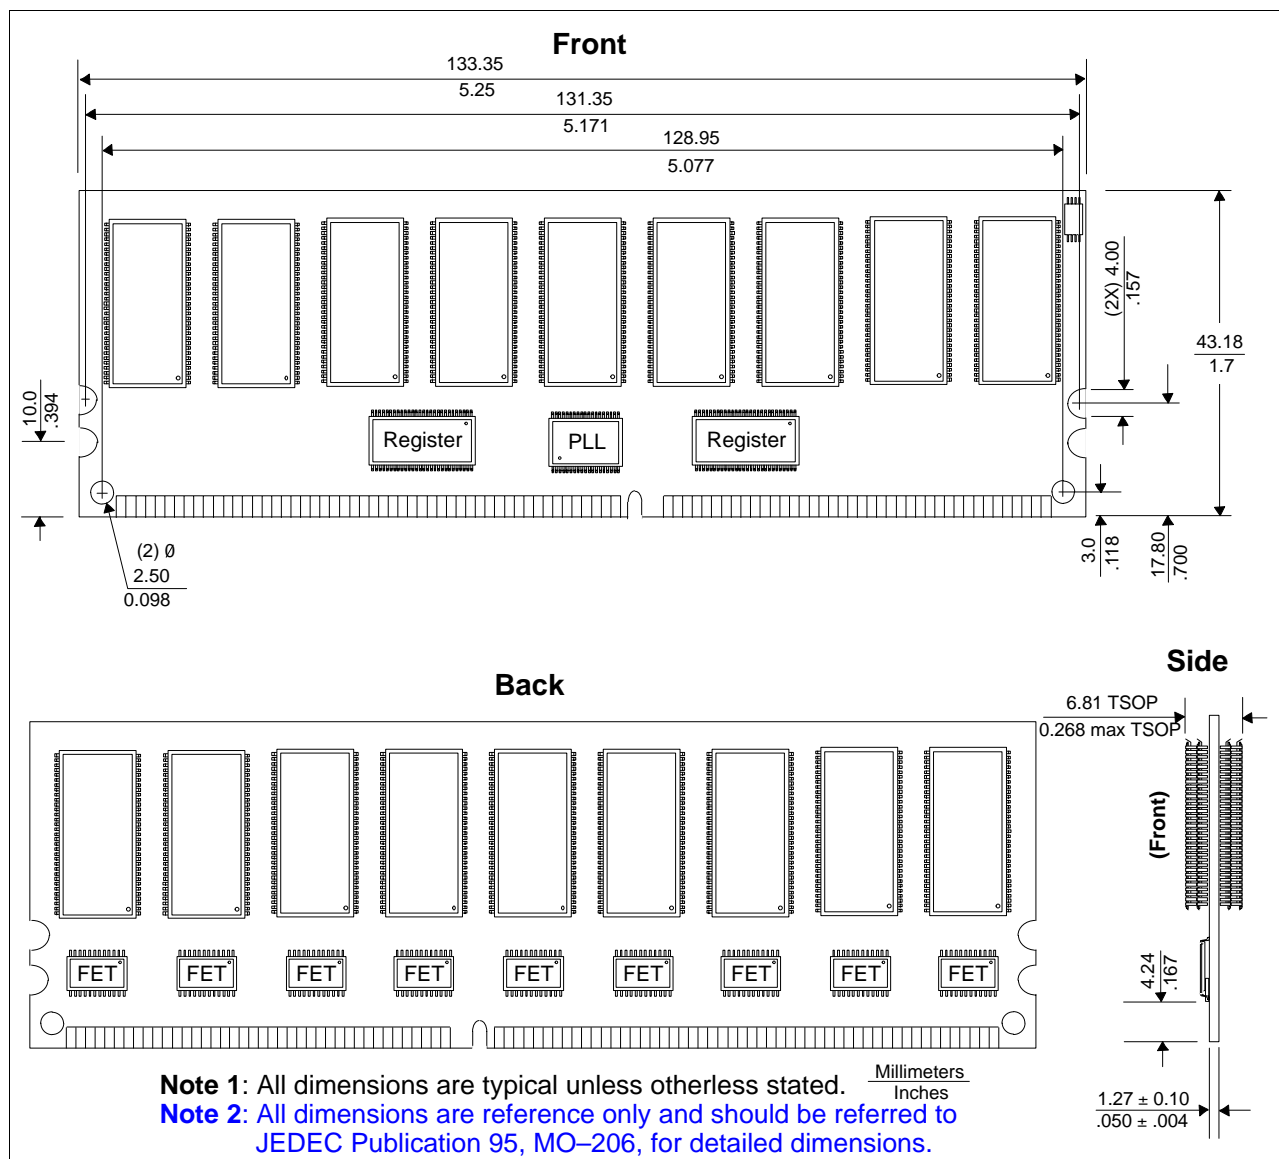 Front
133.35
5.25
131.35
5.171
128.95
5.077
(2X) 4.00
.157
43.18
1.7
10.0
.394
Register
PLL
Register
3.0
.118
17.80
.700
(2) Ø
2.50
0.098
Side
Back
6.81 TSOP
0.268 max TSOP
(Front)
FET FET FET FET FET FET FET FET FET
4.24
.167
Note 1: All dimensions are typical unless otherless stated.
Millimeters
Inches
Note 2: All dimensions are reference only and should be referred to
JEDEC Publication 95, MO–206, for detailed dimensions.
1.27 ± 0.10
.050 ± .004